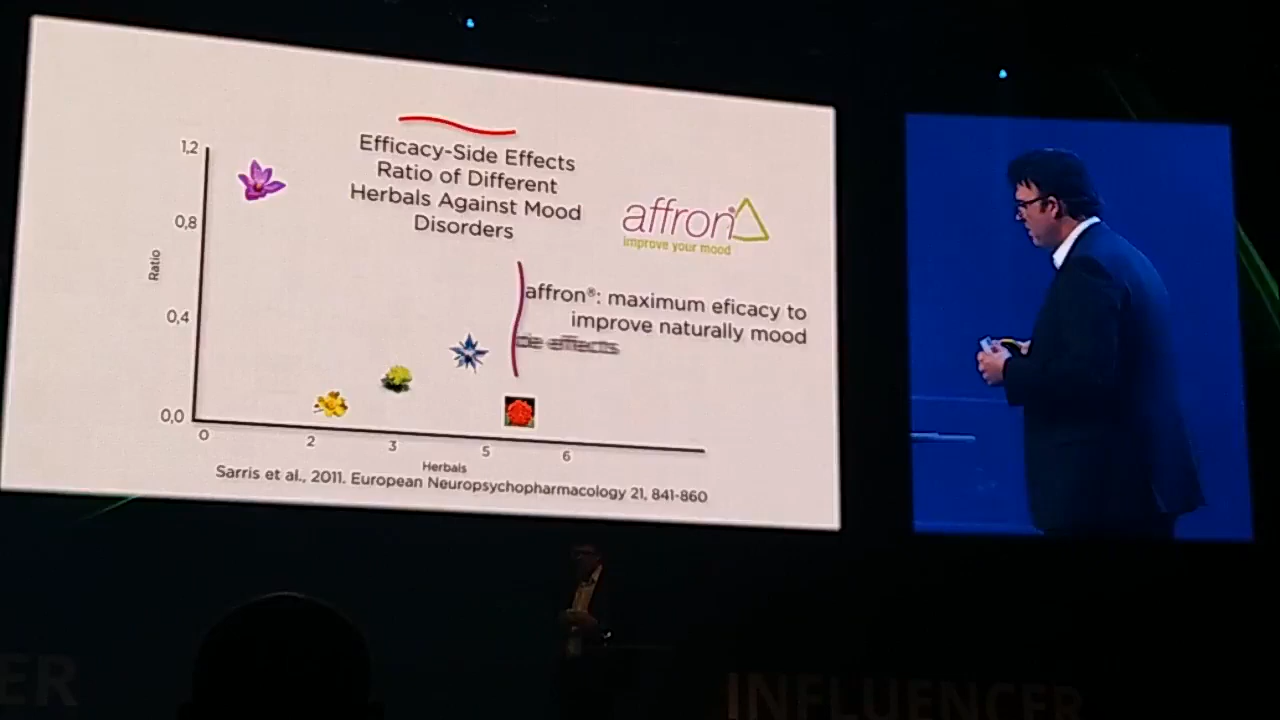 Efficacy-Side Effects
Ratio of Different
Herbals Against Mood
Disorders
affron
improve your mood
affron®: maximum eficacy to
improve naturally mood
de effects
1,2
0,8
0,4
0,0
Ratio
0
2
3
5
6
Herbals
Sarris et al., 2011. European Neuropsychopharmacology 21, 841-860
ER
INFLUENCER